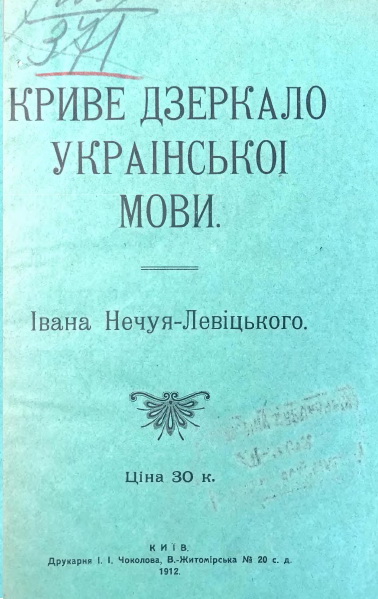 371
КРИВЕ ДЗЕРКАЛО
УКРАІНСЬКОІ
МОВИ.
Івана Нечуя-Левіцького.
Ціна 30 к.
КИІВ.
Друкарня І. І. Чоколова, В.-Житомірська № 20 с. д.
1912.